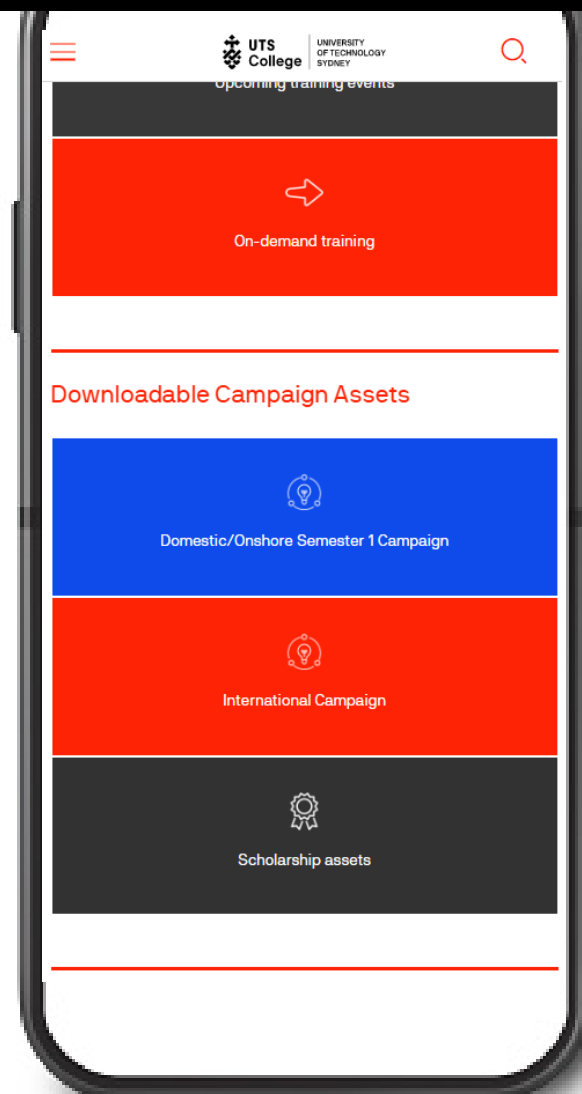 UTS
College
UNIVERSITY
OF TECHNOLOGY
SYDNEY
Upcoming training events
On-demand training
Downloadable Campaign Assets
Domestic/Onshore Semester 1 Campaign
International Campaign
Scholarship assets